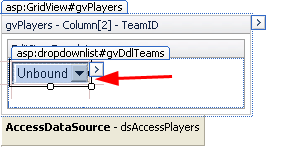 asp:GridView#gvPlayers
gvPlayers - Column[2] - TeamID
asp:dropdownlist#gvDdlTeams
Unbound
AccessDataSource - dsAccessPlayers